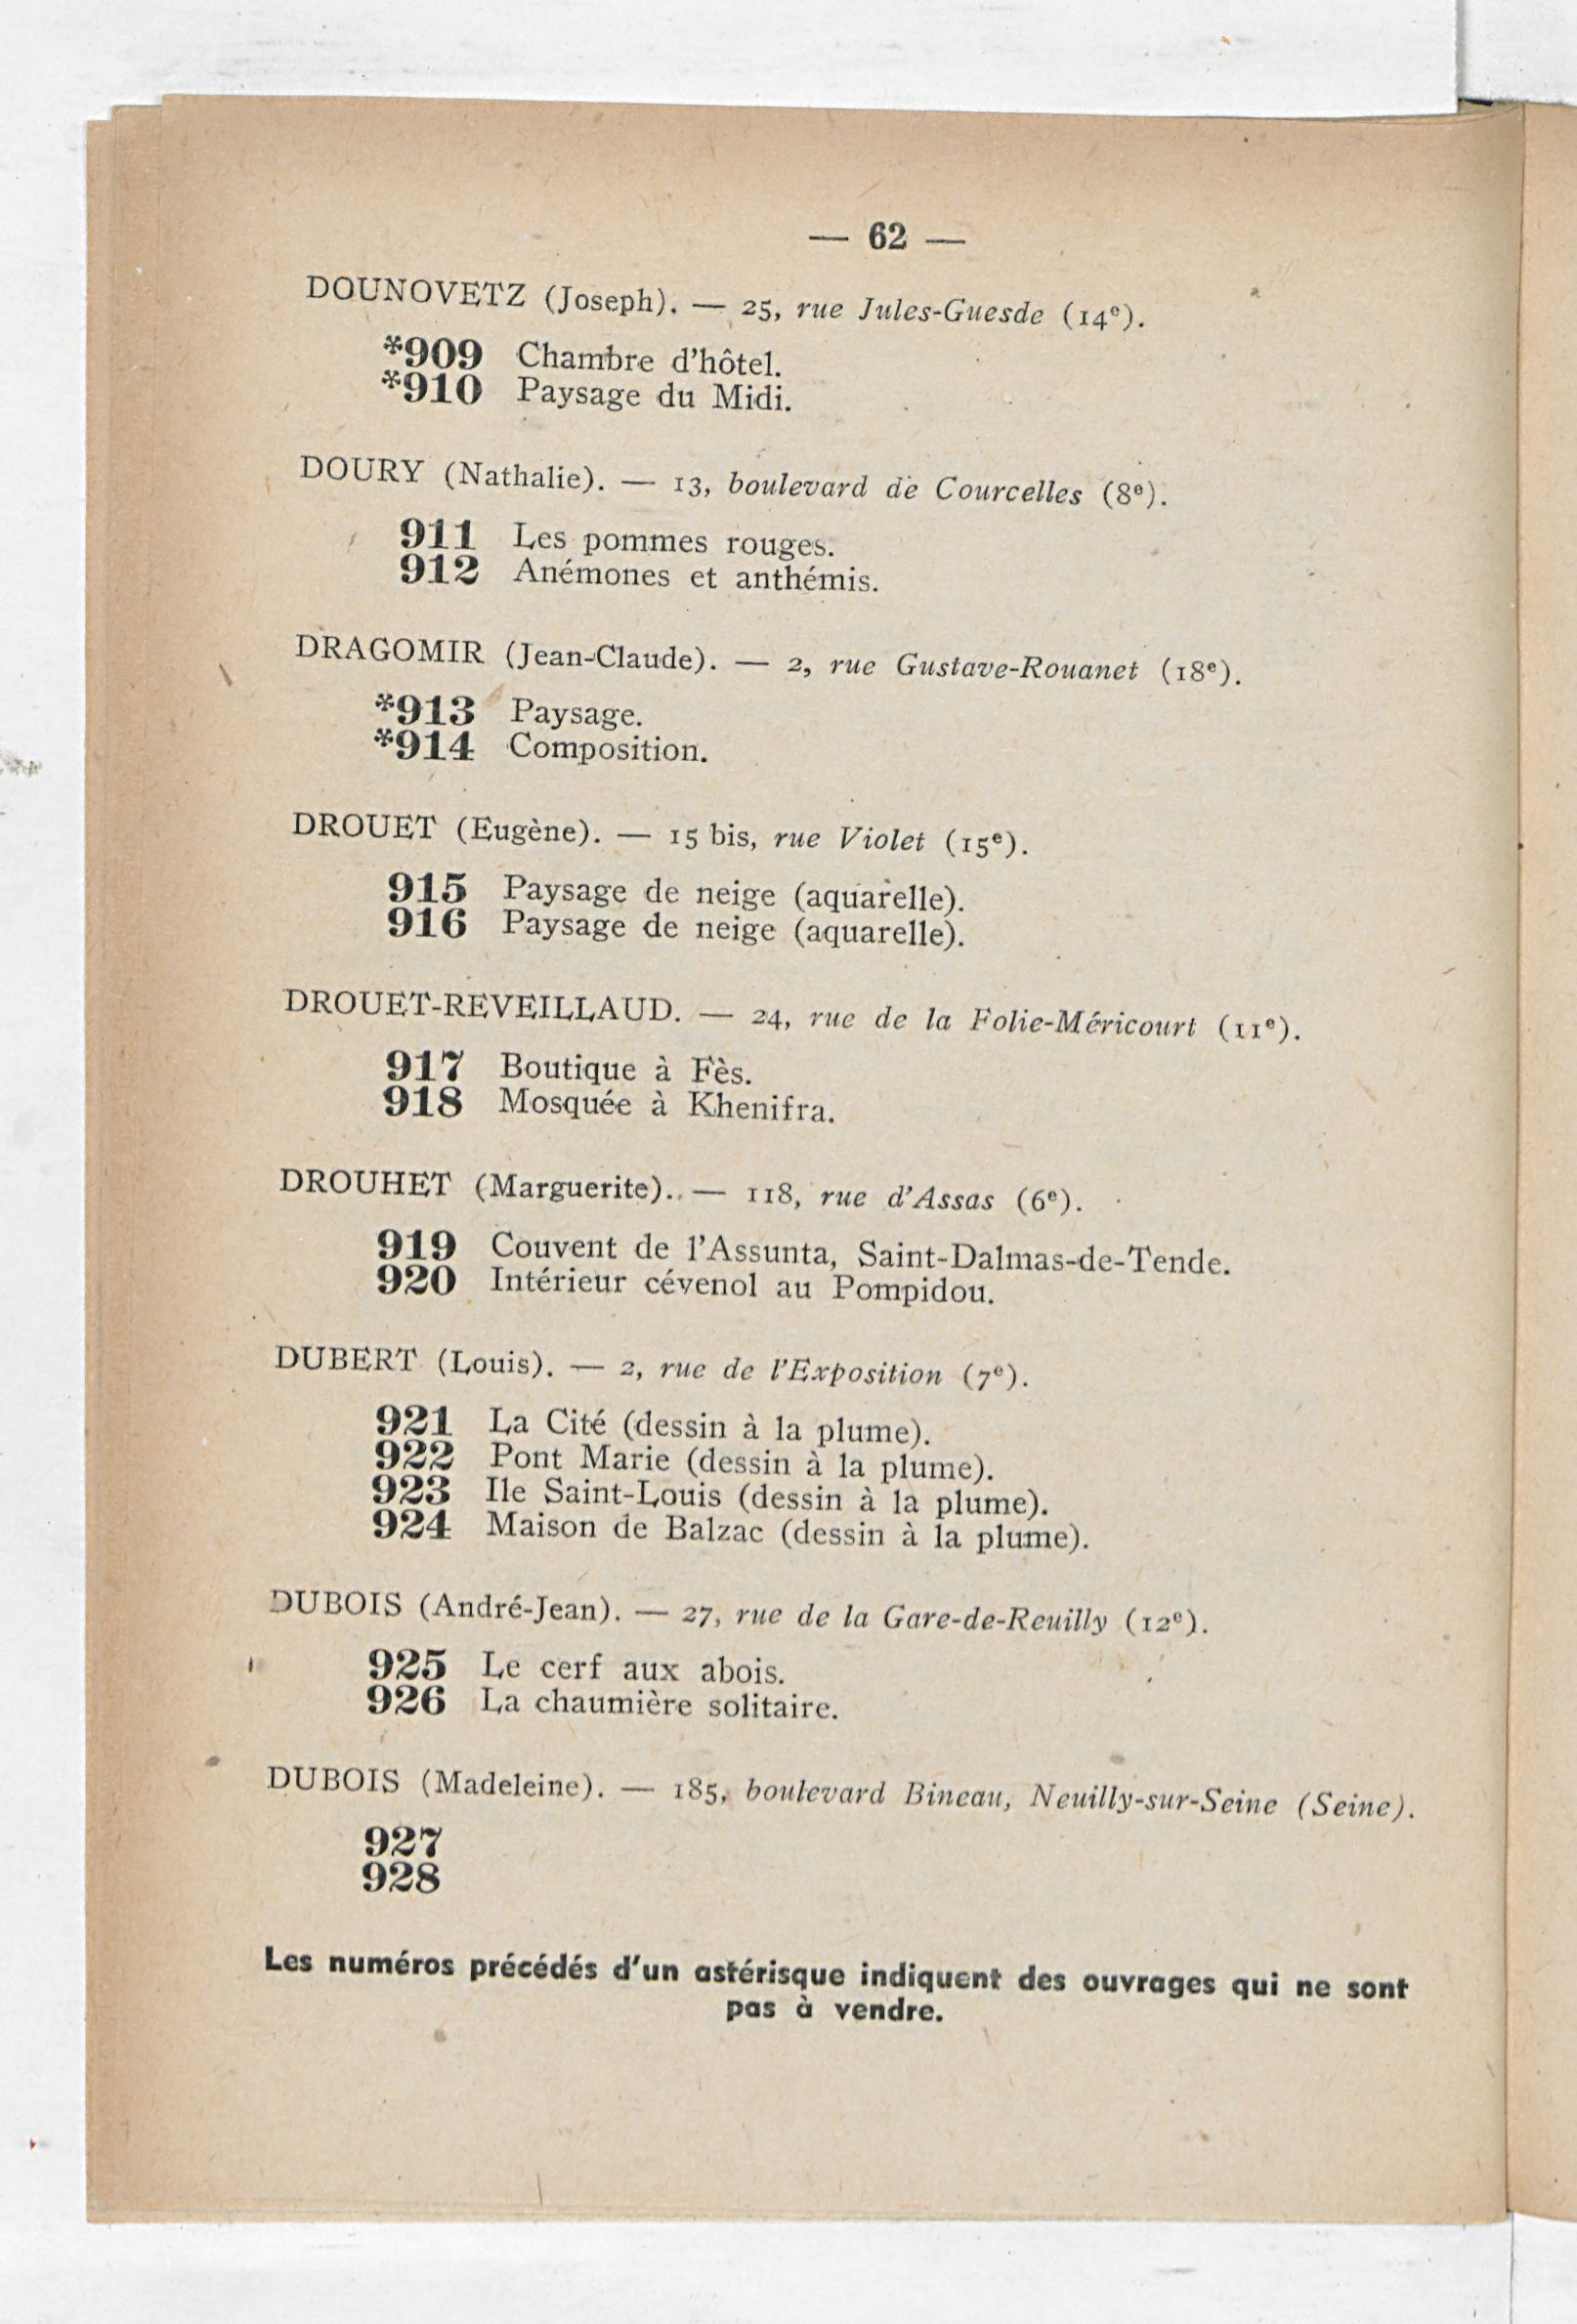 — 62 —
DOUNOVETZ (Joseph). — 25, rue Jules-Guesde (14e).
*909 Chambre d'hôtel.
*910 Paysage du Midi.
DOURY (Nathalie). — 13, boulevard de Courcelles (8e).
911 Les pommes rouges.
912 Anémones et anthémis.
DRAGOMIR (Jean-Claude). — 2, rue Gustave-Rouanet (18e).
*913 Paysage.
*914 Composition.
DROUET (Eugène). — 15 bis, rue Violet (15e).
915 Paysage de neige (aquarelle).
916 Paysage de neige (aquarelle).
DROUET-REVEILLAUD. — 24, rue de la Folie-Méricourt (11e).
917 Boutique à Fès.
918 Mosquée à Khenifra.
DROUHET (Marguerite). — 118, rue d'Assas (6e).
919 Couvent de l'Assunta, Saint-Dalmas-de-Tende.
920 Intérieur cévenol au Pompidou.
DUBERT (Louis). — 2, rue de l'Exposition (7e).
921 La Cité (dessin à la plume).
922 Pont Marie (dessin à la plume).
923 Ile Saint-Louis (dessin à la plume).
924 Maison de Balzac (dessin à la plume).
DUBOIS (André-Jean). — 27, rue de la Gare-de-Reuilly (12e).
925 Le cerf aux abois.
926 La chaumière solitaire.
DUBOIS (Madeleine). — 185, boulevard Bineau, Neuilly-sur-Seine (Seine).
927
928
Les numéros précédés d'un astérisque indiquent des ouvrages qui ne sont
pas à vendre.